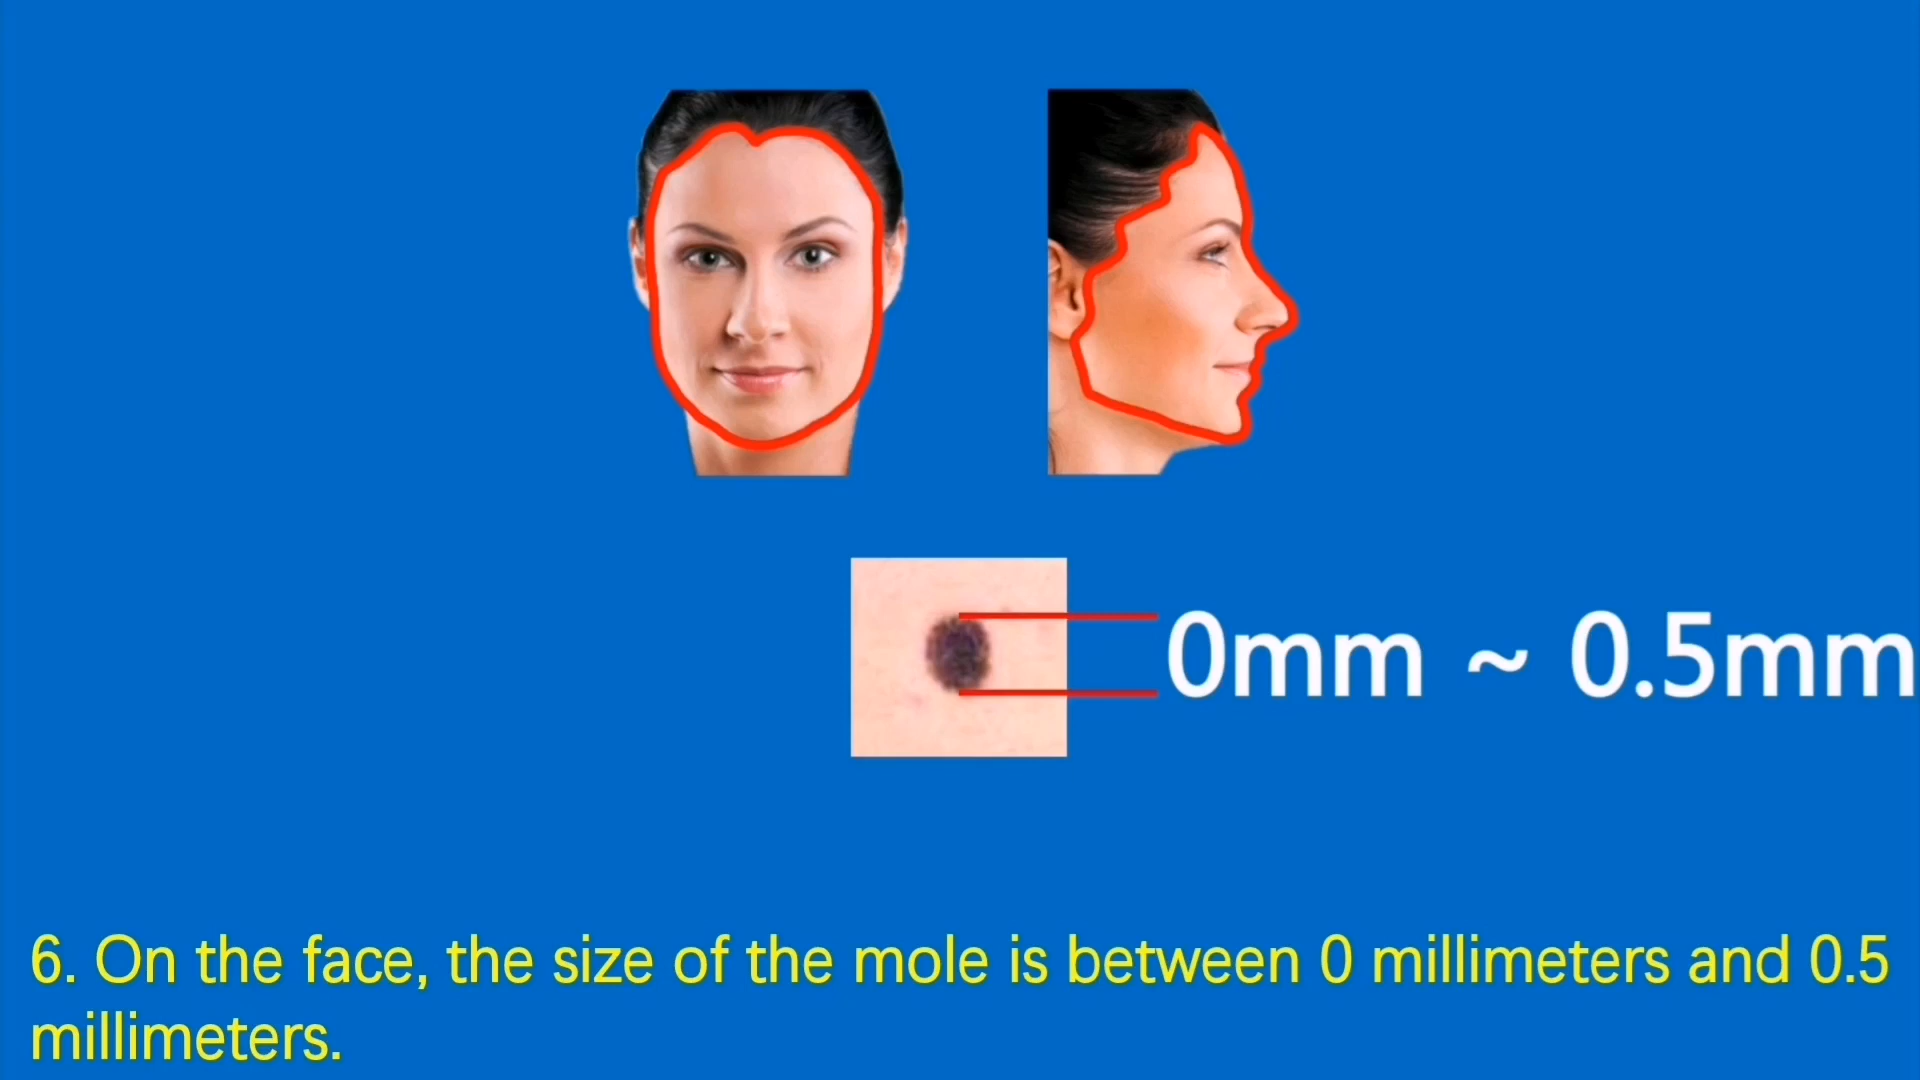 0mm ~ 0.5mm
6. On the face, the size of the mole is between 0 millimeters and 0.5
millimeters.